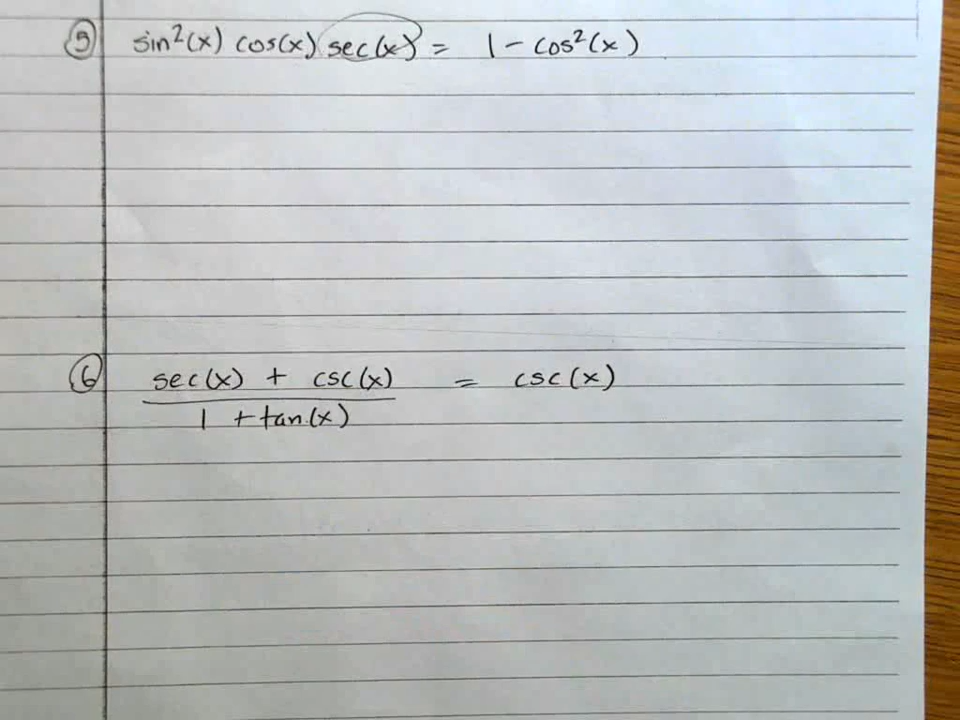 ⑤ sin²(x) cos(x) sec(x) = 1 - cos²(x)
⑥ sec(x) + csc(x) = csc(x)
1 + tan(x)